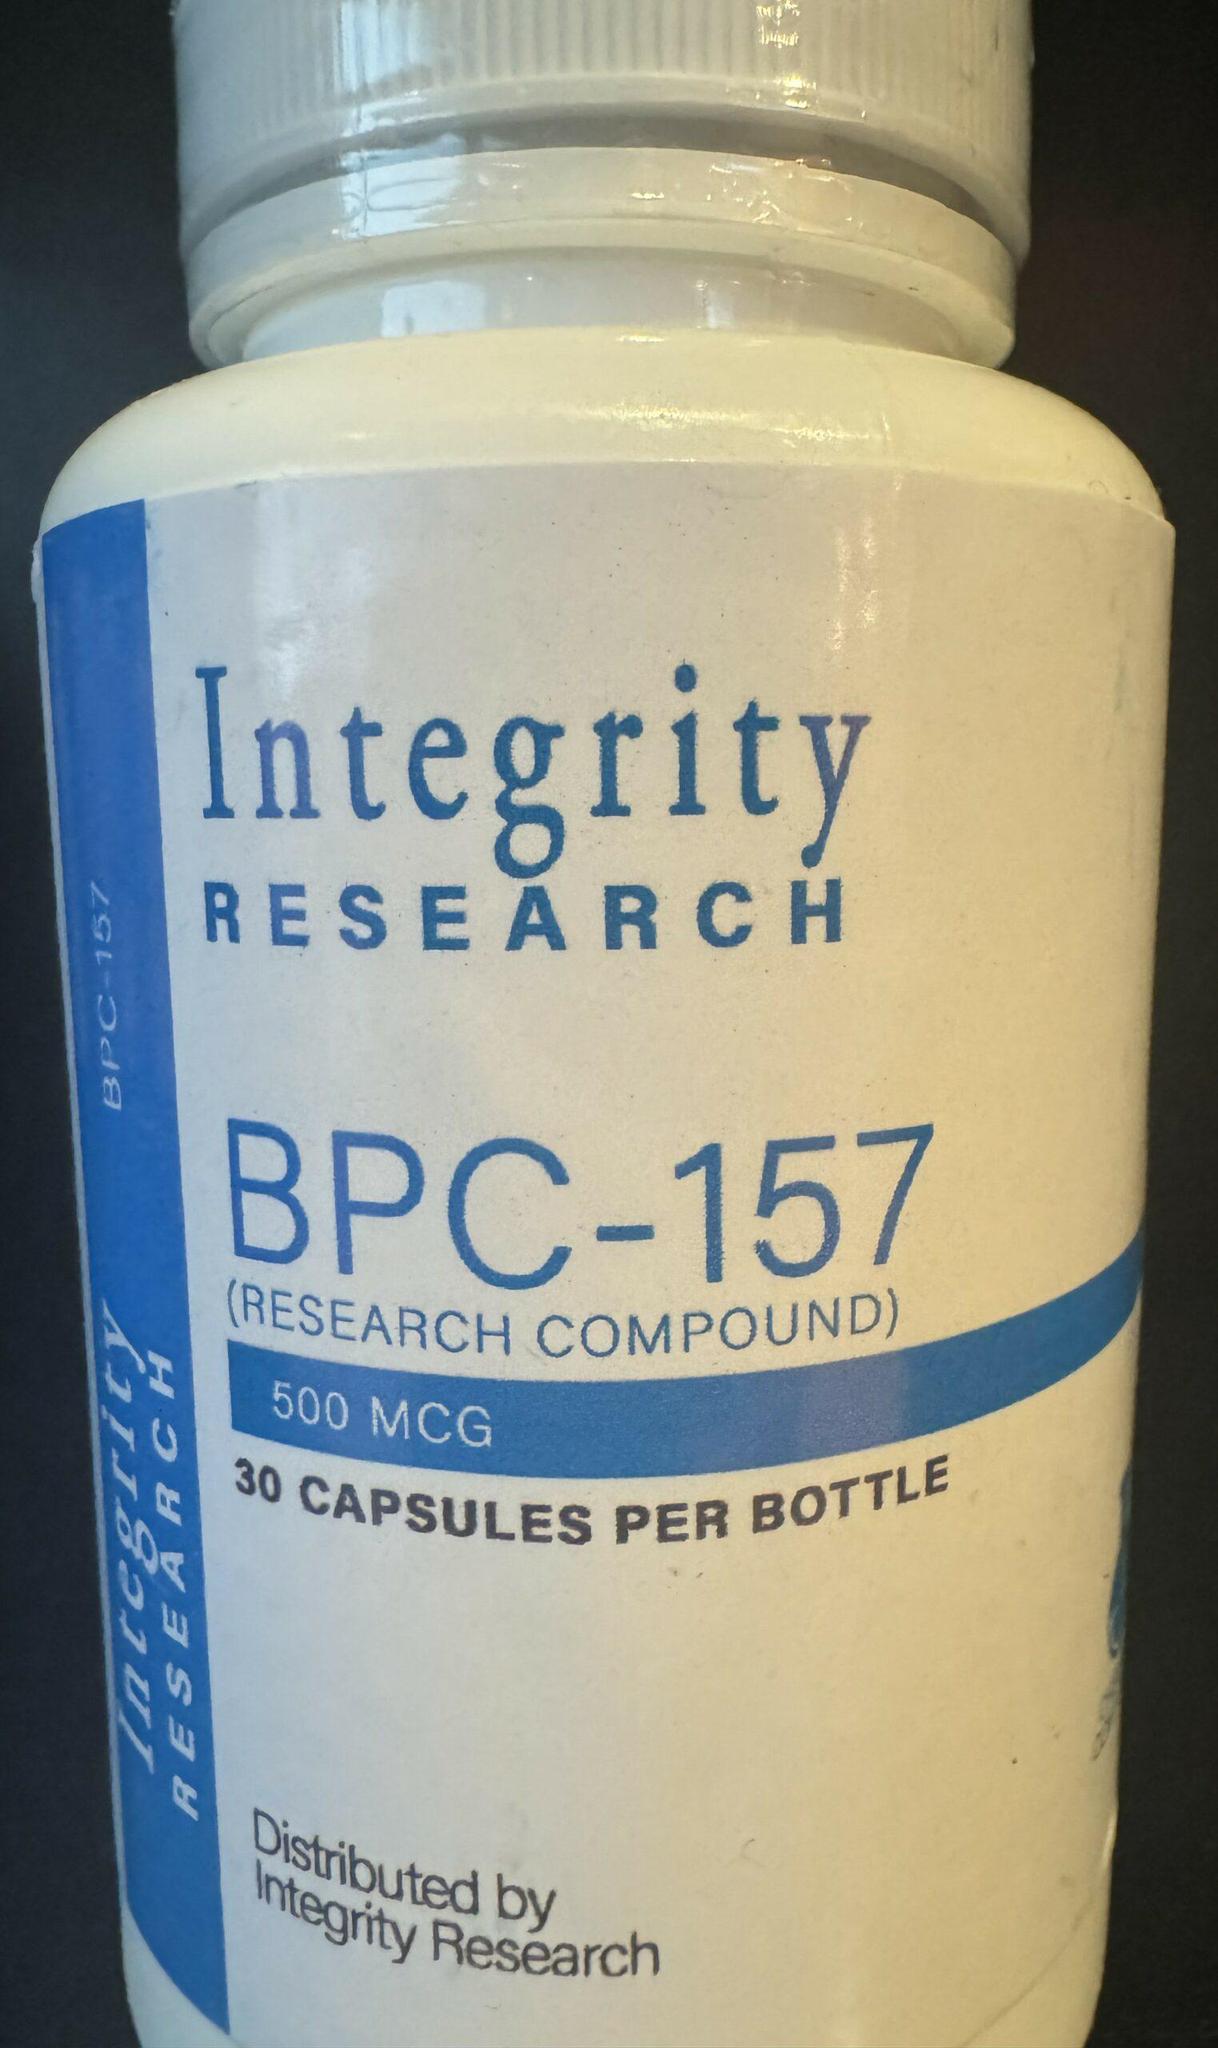 Integrity
RESEARCH
BPC-157
(RESEARCH COMPOUND)
500 MCG
30 CAPSULES PER BOTTLE
Distributed by
Integrity Research
BPC-157
Integrity
RESEARCH